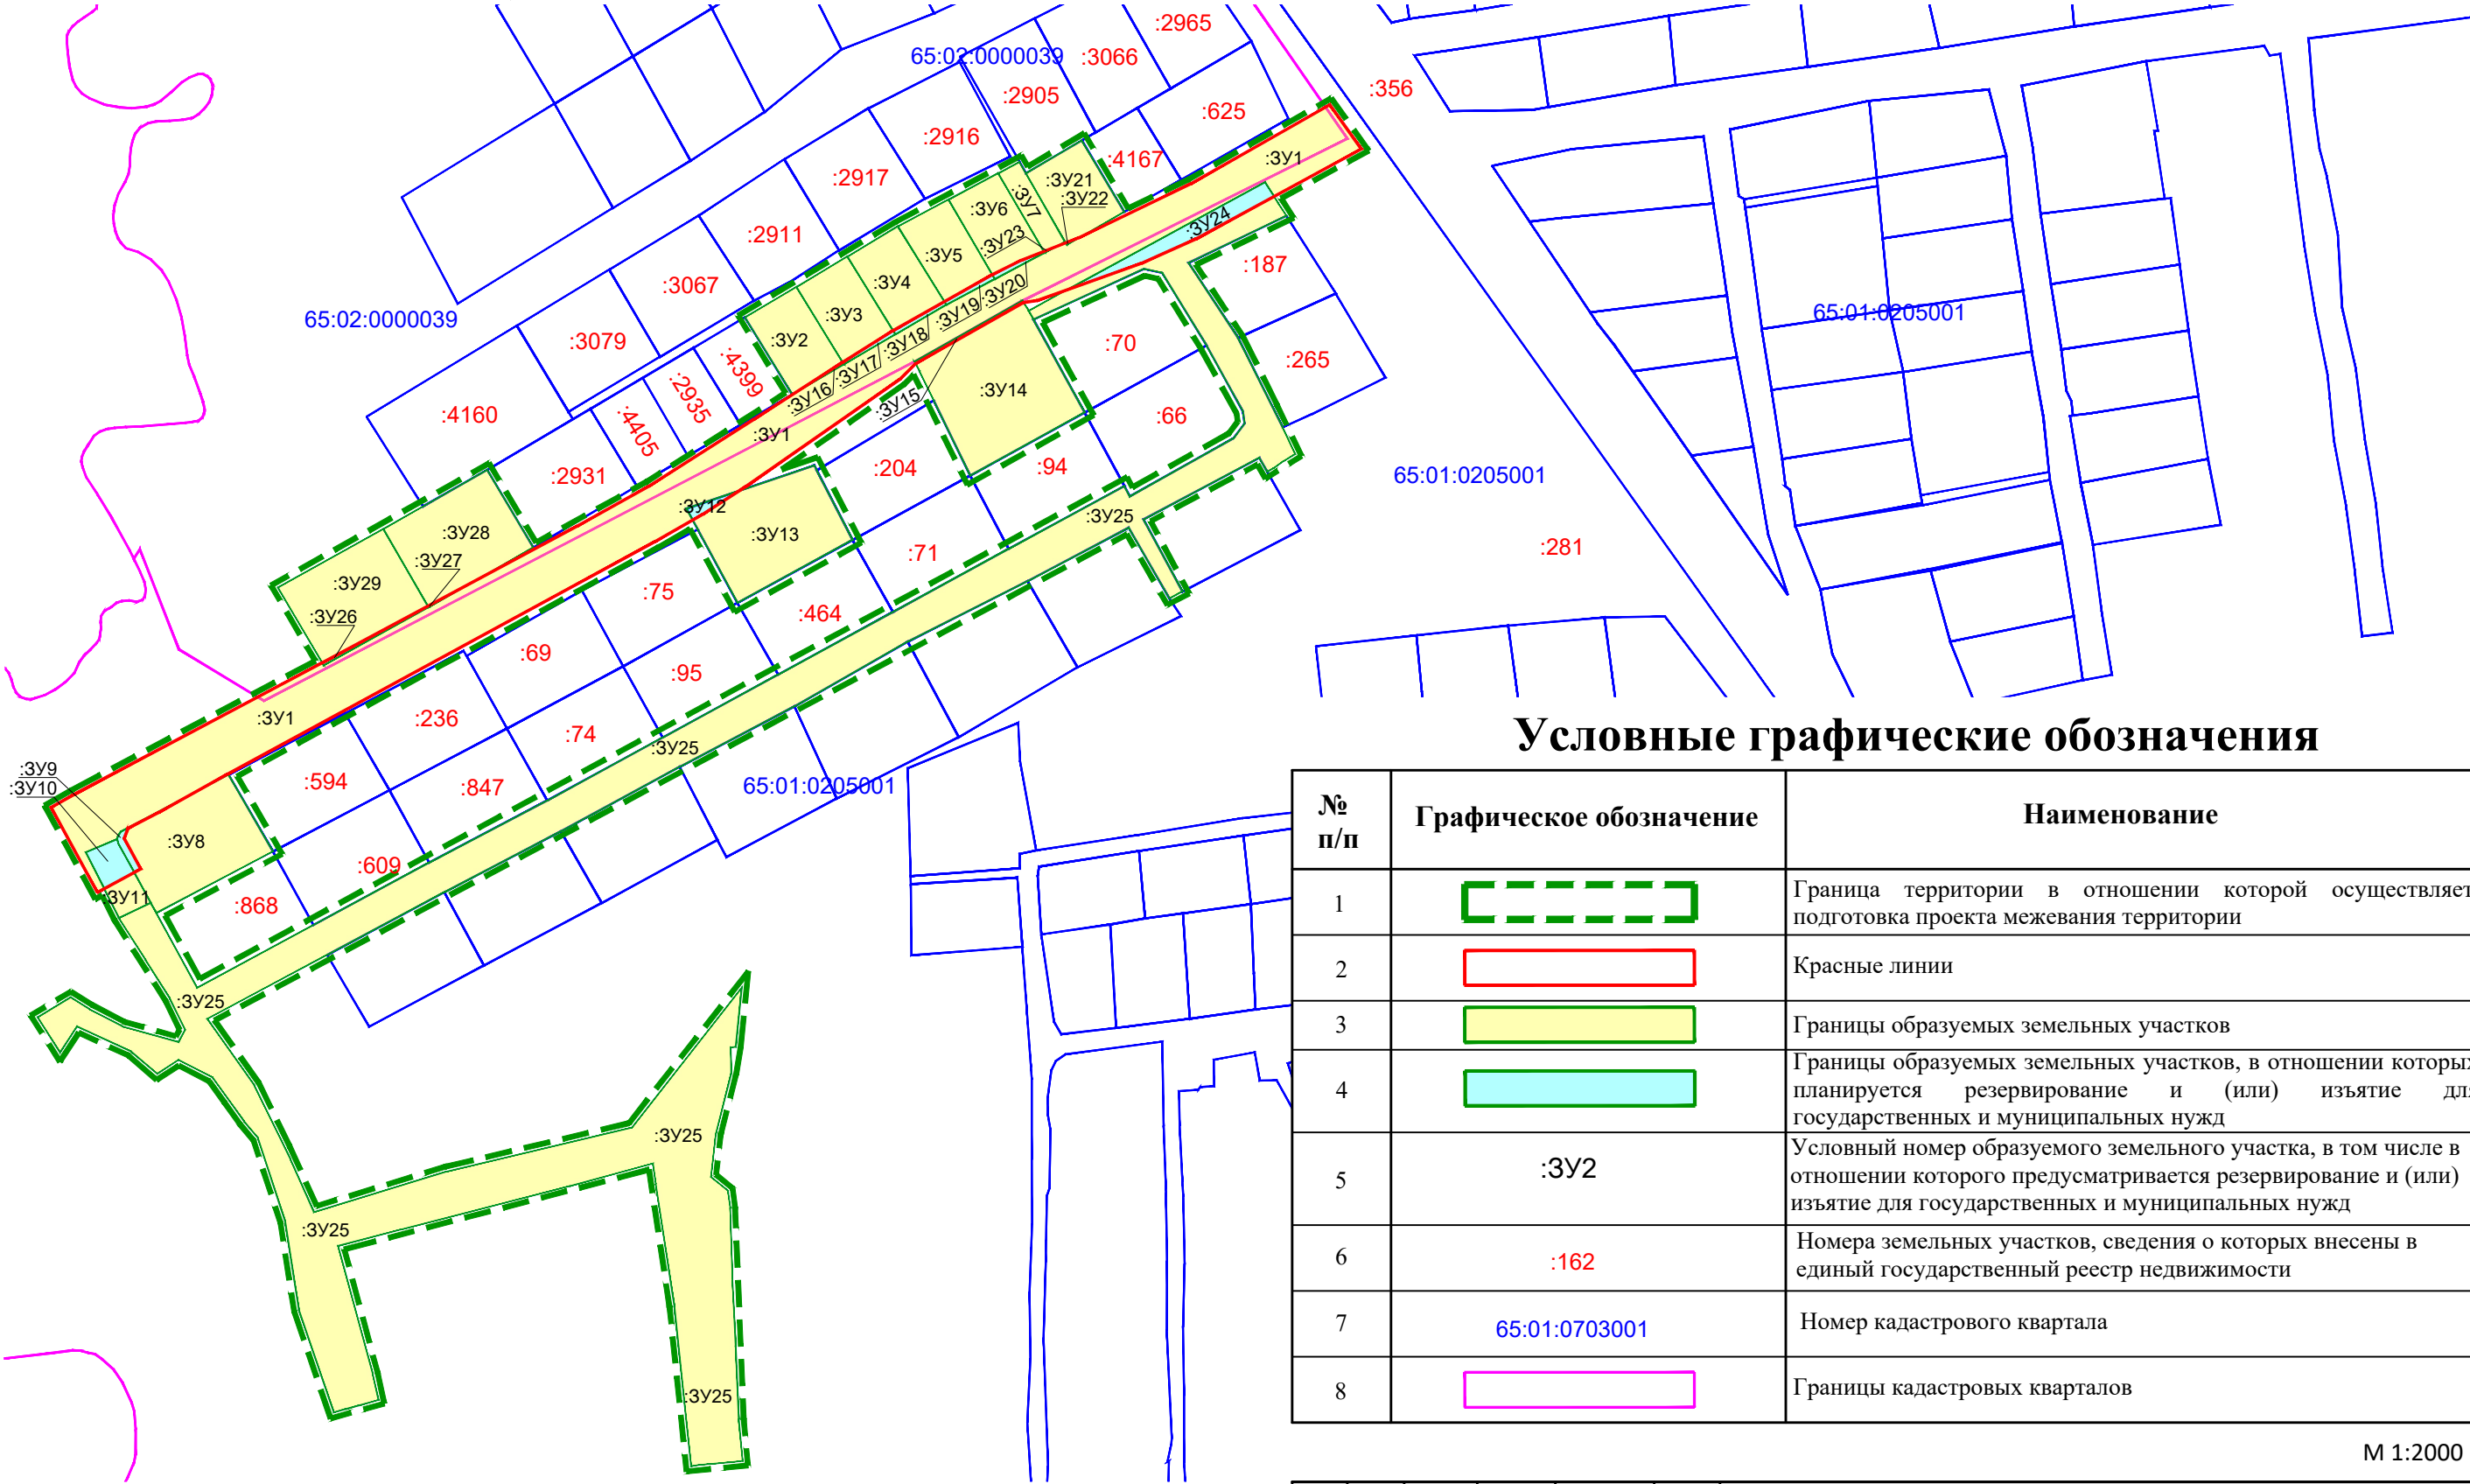 :2965
65:02:0000039
:3066
:356
:2905
:625
:2916
:4167
:ЗУ1
:2917
:ЗУ21
:ЗУ7
:ЗУ22
:ЗУ6
:2911
:ЗУ23
:ЗУ24
:ЗУ5
:187
:3067
:ЗУ4
:ЗУ20
65:02:0000039
:ЗУ3
:ЗУ19
65:01:0205001
:3079
:ЗУ2
:ЗУ18
:70
:265
:4399
:ЗУ17
:ЗУ14
:2935
:ЗУ16
:ЗУ15
:4160
:4405
:ЗУ1
:66
:2931
:204
:94
65:01:0205001
:ЗУ12
:ЗУ25
:ЗУ28
:ЗУ13
:281
:71
:ЗУ27
:ЗУ29
:75
:464
:ЗУ26
:69
:95
:ЗУ1
:236
:74
:ЗУ25
:ЗУ9
:ЗУ10
:594
:847
65:01:0205001
:ЗУ8
:609
:ЗУ11
:868
:ЗУ25
:ЗУ25
:ЗУ25
:ЗУ25
Условные графические обозначения
№
п/п
Графическое обозначение
Наименование
1
Граница территории в отношении которой осуществляет
подготовка проекта межевания территории
2
Красные линии
3
Границы образуемых земельных участков
4
Границы образуемых земельных участков, в отношении которых
планируется резервирование и (или) изъятие для
государственных и муниципальных нужд
5
:ЗУ2
Условный номер образуемого земельного участка, в том числе в
отношении которого предусматривается резервирование и (или)
изъятие для государственных и муниципальных нужд
6
:162
Номера земельных участков, сведения о которых внесены в
единый государственный реестр недвижимости
7
65:01:0703001
Номер кадастрового квартала
8
Границы кадастровых кварталов
М 1:2000